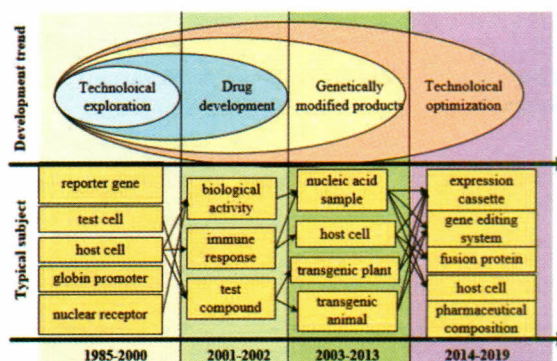 Development trend
Technoloical
exploration
Drug
development
Genetically
modified products
Technoloical
optimization
Typical subject
reporter gene
test cell
host cell
globin promoter
nuclear receptor
biological
activity
immune
response
test
compound
nucleic acid
sample
host cell
transgenic plant
transgenic
animal
expression
cassette
gene editing
system
fusion protein
host cell
pharmaceutical
composition
1985-2000
2001-2002
2003-2013
2014-2019